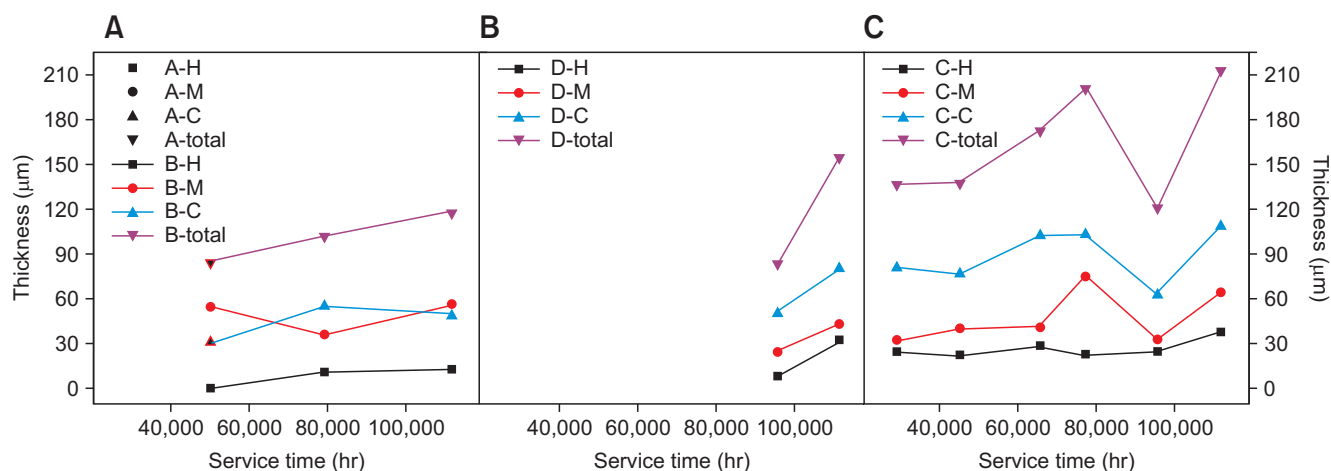 A
B
C
Thickness (μm)
210
180
150
120
90
60
30
0
A-H
A-M
A-C
A-total
B-H
B-M
B-C
B-total
40,000 60,000 80,000 100,000
Service time (hr)
D-H
D-M
D-C
D-total
40,000 60,000 80,000 100,000
Service time (hr)
C-H
C-M
C-C
C-total
40,000 60,000 80,000 100,000
Service time (hr)
210
180
150
120
90
60
30
0
Thickness (μm)